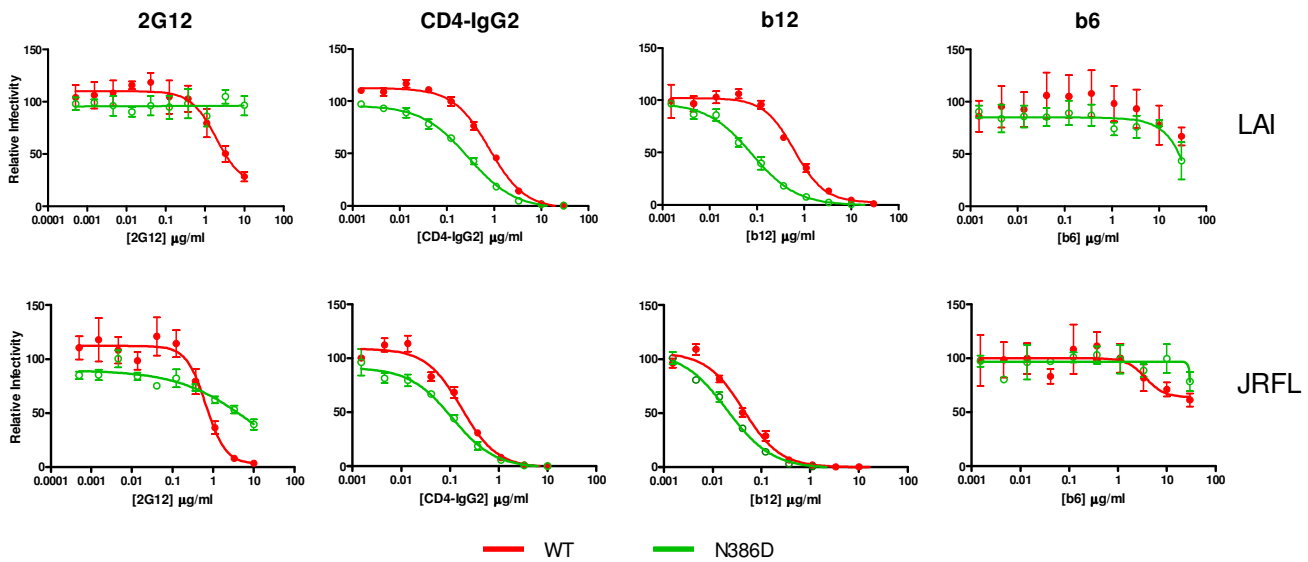 2G12 CD4-IgG2 b12 b6
150 150 150 150
100 100 100 100
50 50 50 50
0 0 0 0
Relative Infectivity
0.0001 0.001 0.01 0.1 1 10 100 0.001 0.01 0.1 1 10 100 0.001 0.01 0.1 1 10 100 0.001 0.01 0.1 1 10 100
[2G12] μg/ml [CD4-IgG2] μg/ml [b12] μg/ml [b6] μg/ml
LAI
150 150 150 150
100 100 100 100
50 50 50 50
0 0 0 0
Relative Infectivity
0.0001 0.001 0.01 0.1 1 10 100 0.001 0.01 0.1 1 10 100 0.001 0.01 0.1 1 10 100 0.001 0.01 0.1 1 10 100
[2G12] μg/ml [CD4-IgG2] μg/ml [b12] μg/ml [b6] μg/ml
JRFL
WT N386D